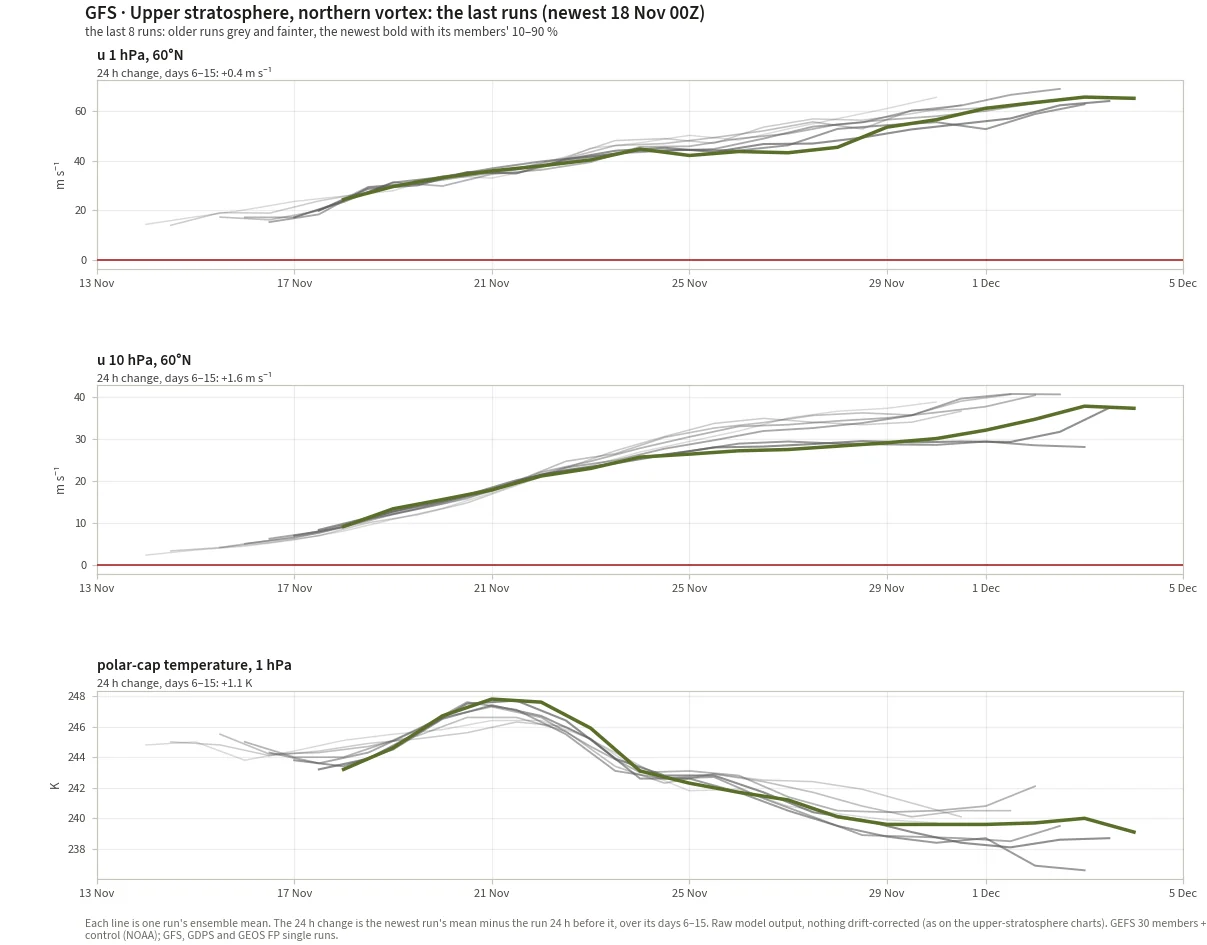 GFS · Upper stratosphere, northern vortex: the last runs (newest 18 Nov 00Z)
the last 8 runs: older runs grey and fainter, the newest bold with its members' 10–90 %
u 1 hPa, 60°N
24 h change, days 6–15: +0.4 m s⁻¹
60
40
20
0
m s⁻¹
13 Nov
17 Nov
21 Nov
25 Nov
29 Nov
1 Dec
5 Dec
u 10 hPa, 60°N
24 h change, days 6–15: +1.6 m s⁻¹
40
30
20
10
0
m s⁻¹
13 Nov
17 Nov
21 Nov
25 Nov
29 Nov
1 Dec
5 Dec
polar-cap temperature, 1 hPa
24 h change, days 6–15: +1.1 K
248
246
244
242
240
238
K
13 Nov
17 Nov
21 Nov
25 Nov
29 Nov
1 Dec
5 Dec
Each line is one run's ensemble mean. The 24 h change is the newest run's mean minus the run 24 h before it, over its days 6–15. Raw model output, nothing drift-corrected (as on the upper-stratosphere charts). GEFS 30 members +
control (NOAA); GFS, GDPS and GEOS FP single runs.